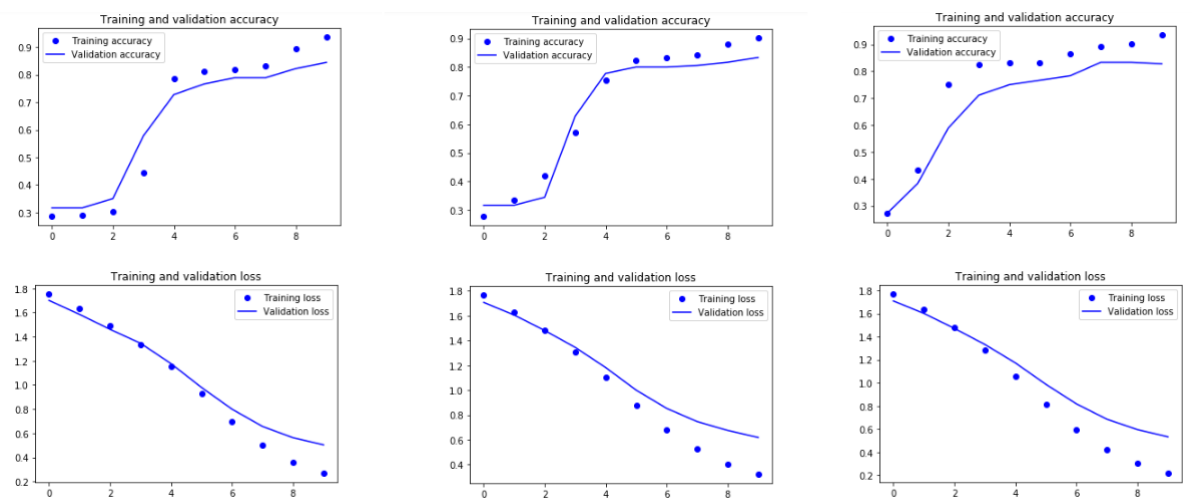 Training and validation accuracy
Training accuracy
Validation accuracy
0.9
0.8
0.7
0.6
0.5
0.4
0.3
0 2 4 6 8
Training and validation accuracy
Training accuracy
Validation accuracy
0.9
0.8
0.7
0.6
0.5
0.4
0.3
0 2 4 6 8
Training and validation accuracy
Training accuracy
Validation accuracy
0.9
0.8
0.7
0.6
0.5
0.4
0.3
0 2 4 6 8
Training and validation loss
Training loss
Validation loss
1.8
1.6
1.4
1.2
1.0
0.8
0.6
0.4
0.2
0 2 4 6 8
Training and validation loss
Training loss
Validation loss
1.8
1.6
1.4
1.2
1.0
0.8
0.6
0.4
0 2 4 6 8
Training and validation loss
Training loss
Validation loss
1.8
1.6
1.4
1.2
1.0
0.8
0.6
0.4
0.2
0 2 4 6 8